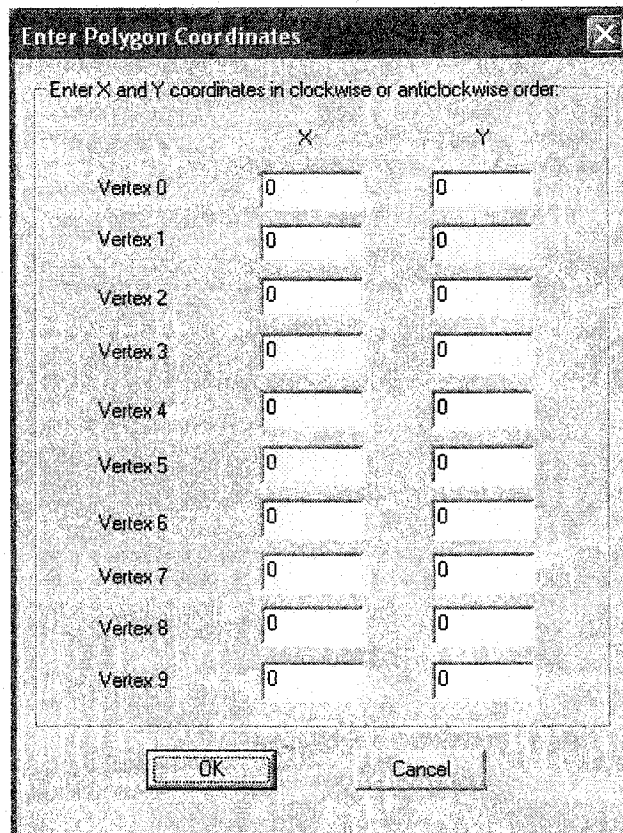 Enter Polygon Coordinates
Enter X and Y coordinates in clockwise or anticlockwise order:
X Y
Vertex 0 0 0
Vertex 1 0 0
Vertex 2 0 0
Vertex 3 0 0
Vertex 4 0 0
Vertex 5 0 0
Vertex 6 0 0
Vertex 7 0 0
Vertex 8 0 0
Vertex 9 0 0
OK Cancel